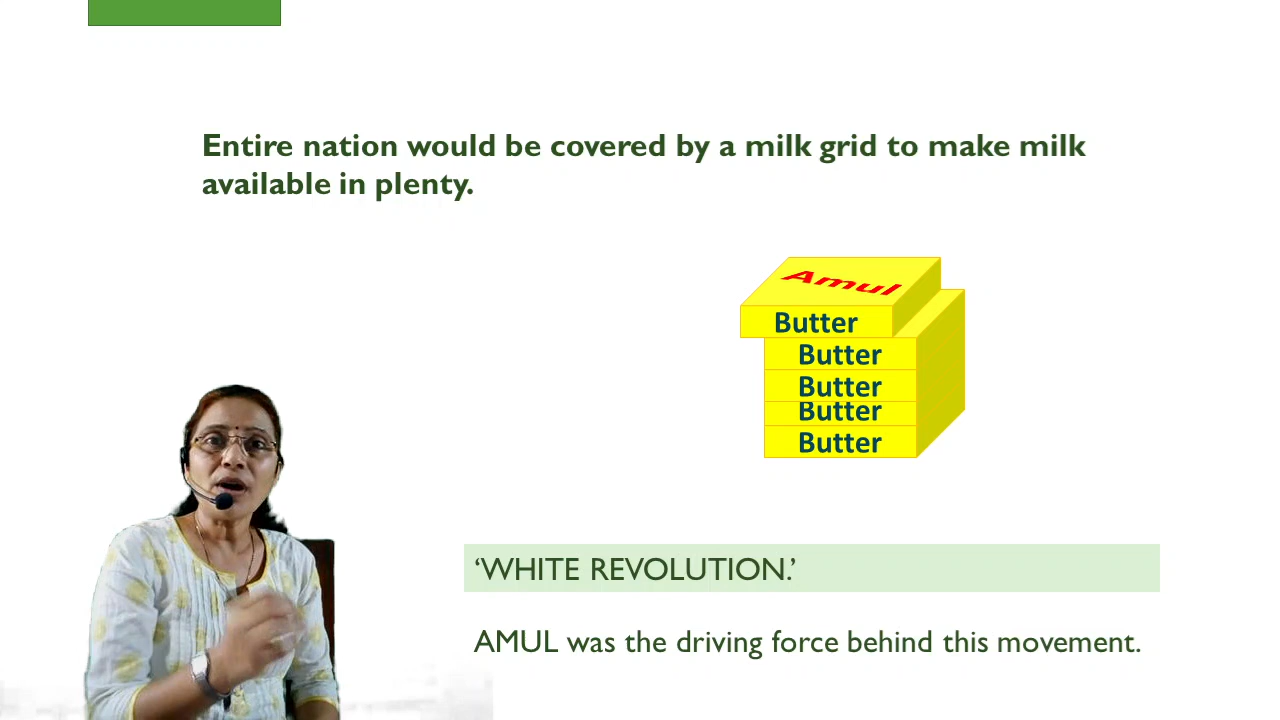 Entire nation would be covered by a milk grid to make milk
available in plenty.
Amul
Butter
Butter
Butter
Butter
Butter
‘WHITE REVOLUTION.’
AMUL was the driving force behind this movement.